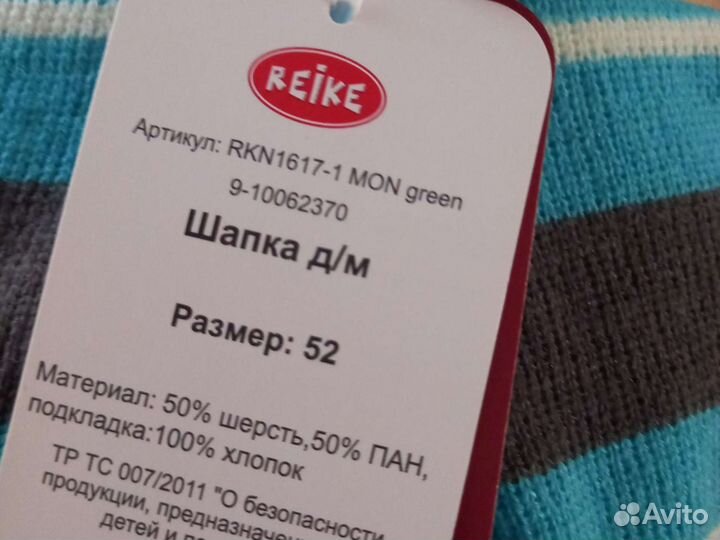 REIKE
Артикул: RKN1617-1 MON green
9-10062370
Шапка д/м
Размер: 52
Материал: 50% шерсть,50% ПАН,
подкладка:100% хлопок
ТР ТС 007/2011 "О безопасности
продукции,
детей и
Avito